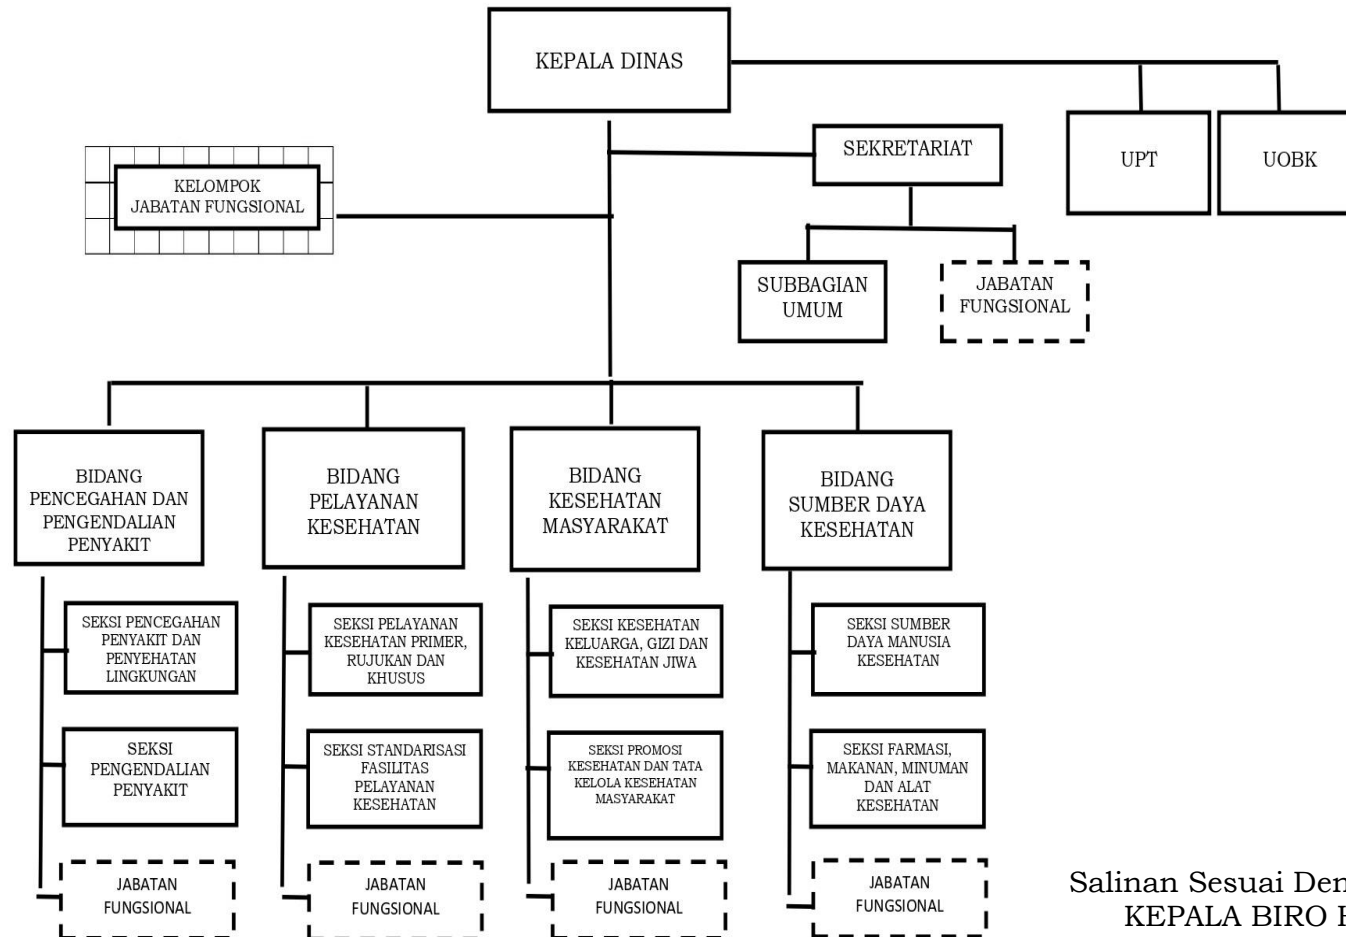 KEPALA DINAS
SEKRETARIAT
UPT
UOBK
KELOMPOK
JABATAN FUNGSIONAL
SUBBAGIAN
UMUM
JABATAN
FUNGSIONAL
BIDANG
PENCEGAHAN DAN
PENGENDALIAN
PENYAKIT
BIDANG
PELAYANAN
KESEHATAN
BIDANG
KESEHATAN
MASYARAKAT
BIDANG
SUMBER DAYA
KESEHATAN
SEKSI PENCEGAHAN
PENYAKIT DAN
PENYEHATAN
LINGKUNGAN
SEKSI PELAYANAN
KESEHATAN PRIMER,
RUJUKAN DAN
KHUSUS
SEKSI KESEHATAN
KELUARGA, GIZI DAN
KESEHATAN JIWA
SEKSI SUMBER
DAYA MANUSIA
KESEHATAN
SEKSI
PENGENDALIAN
PENYAKIT
SEKSI STANDARISASI
FASILITAS
PELAYANAN
KESEHATAN
SEKSI PROMOSI
KESEHATAN DAN TATA
KELOLA KESEHATAN
MASYARAKAT
SEKSI FARMASI,
MAKANAN, MINUMAN
DAN ALAT
KESEHATAN
JABATAN
FUNGSIONAL
JABATAN
FUNGSIONAL
JABATAN
FUNGSIONAL
JABATAN
FUNGSIONAL
Salinan Sesuai
KEPALA BIRO